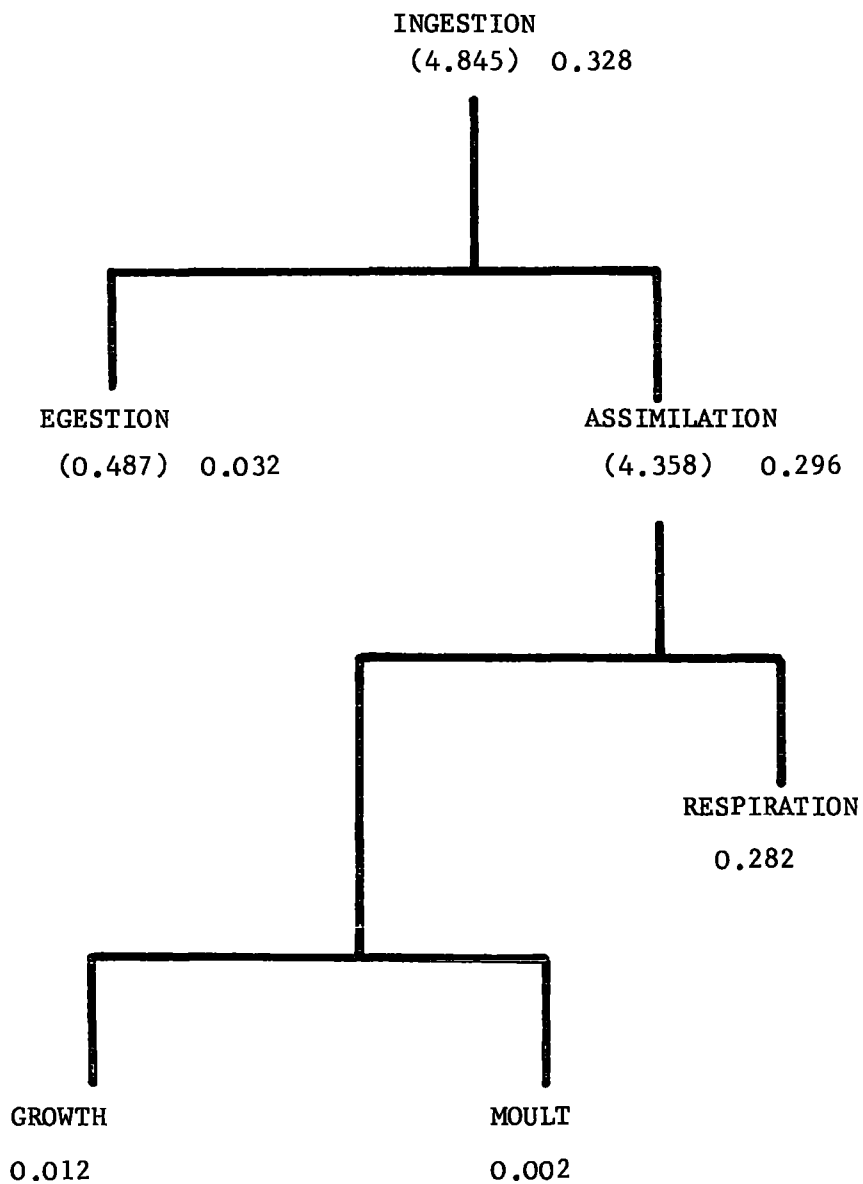 INGESTION
(4.845) 0.328
EGESTION
(0.487) 0.032
ASSIMILATION
(4.358) 0.296
RESPIRATION
0.282
GROWTH
0.012
MOULT
0.002